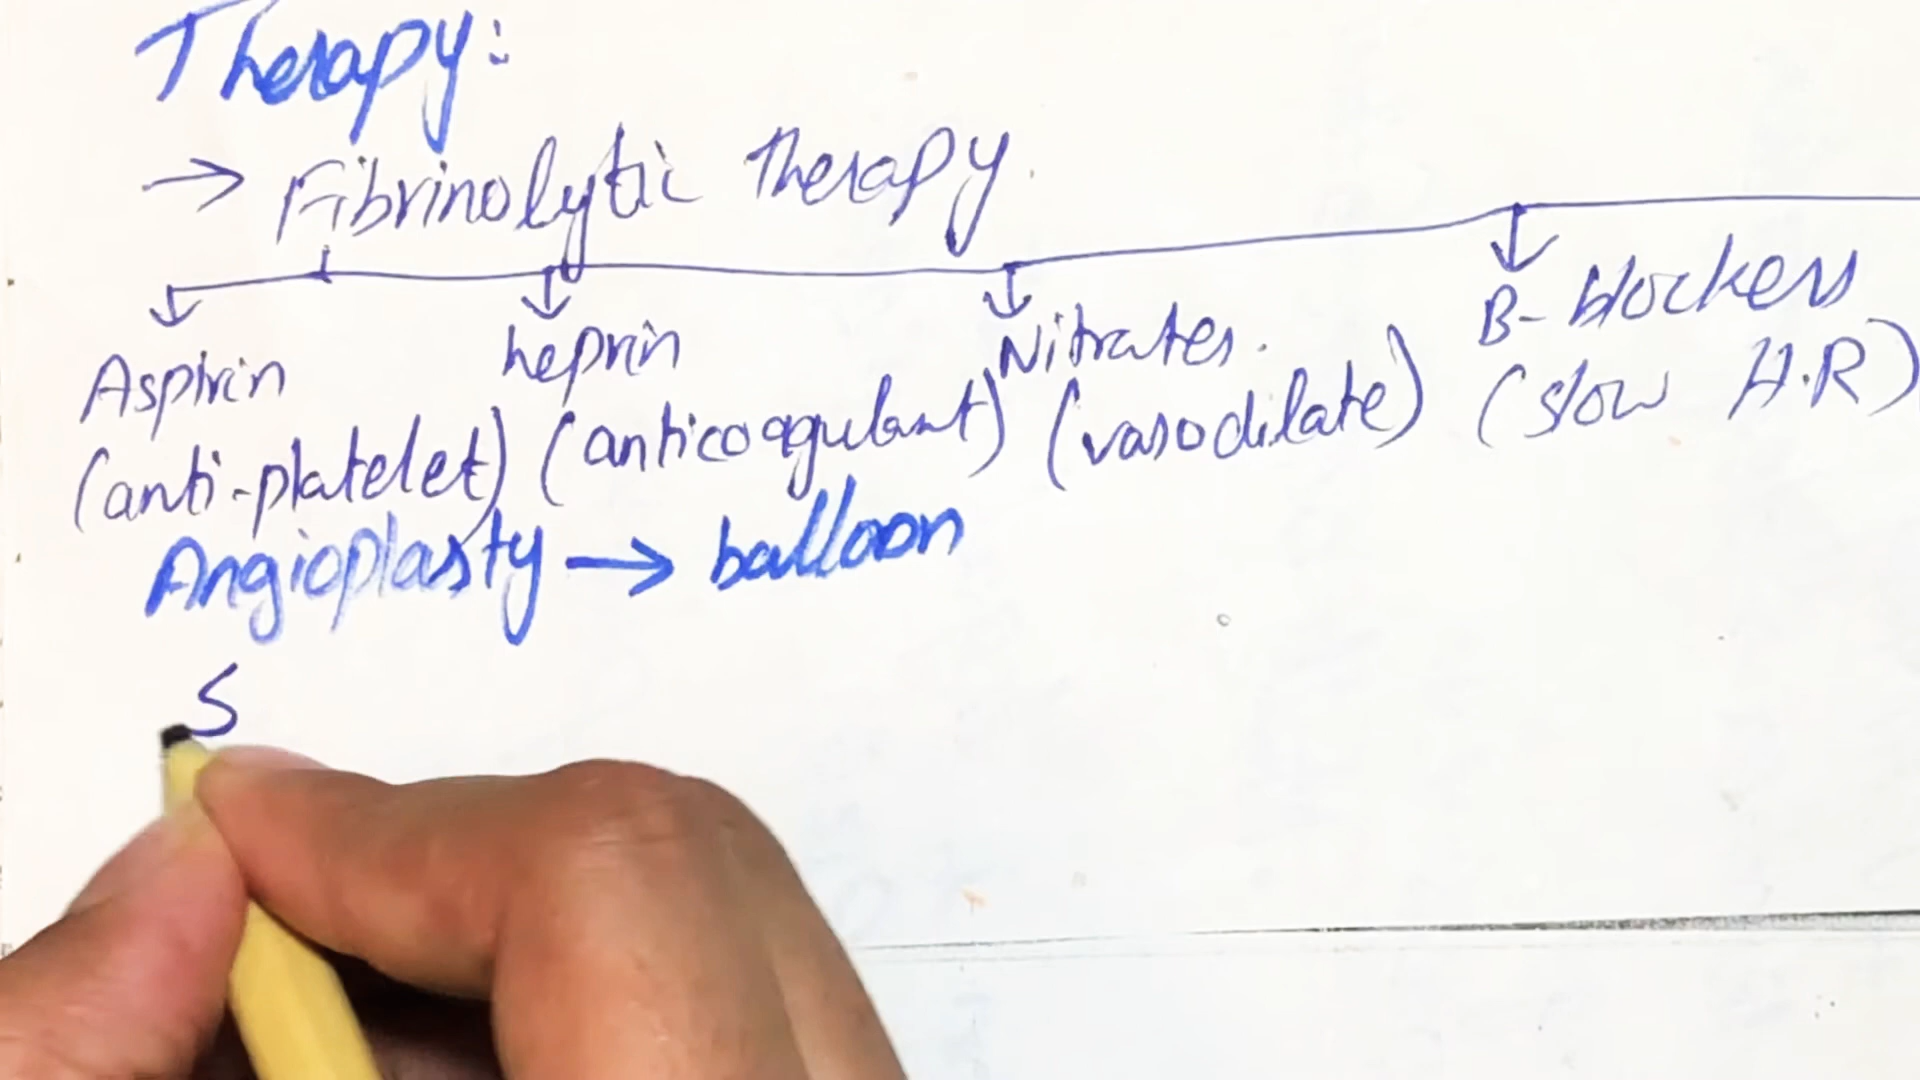 Therapy:
→ Fibrinolytic Therapy.
Aspirin heprin Nitrates. B-blockers
(anti-platelet) (anticoagulant) (vasodilate) (slow H.R)
Angioplasty → balloon
S